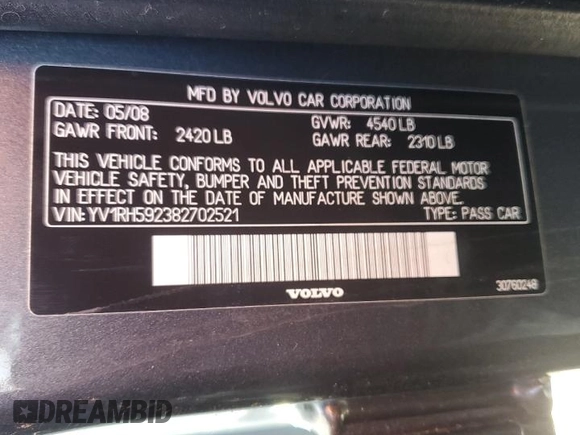 MFD BY VOLVO CAR CORPORATION
DATE: 05/08 GVWR: 4540 LB
GAWR FRONT: 2420 LB GAWR REAR: 2310 LB
THIS VEHICLE CONFORMS TO ALL APPLICABLE FEDERAL MOTOR
VEHICLE SAFETY, BUMPER AND THEFT PREVENTION STANDARDS
IN EFFECT ON THE DATE OF MANUFACTURE SHOWN ABOVE.
VIN: YV1RH592382702521 TYPE: PASS CAR
VOLVO
30760248
DREAMBID